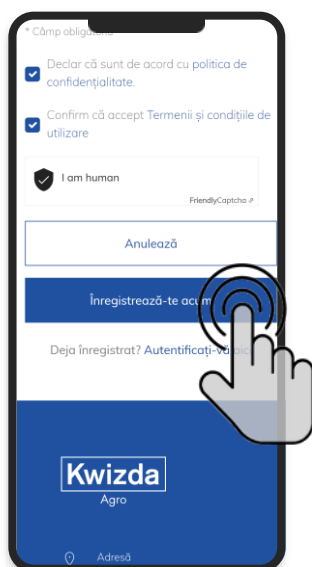 * Câmp obligatoriu
Declar că sunt de acord cu politica de
confidențialitate.
Confirm că accept Termenii și condițiile de
utilizare
I am human
FriendlyCaptcha
Anulează
Înregistrează-te acum
Deja înregistrat? Autentificați-vă aici
Kwizda
Agro
Adresă